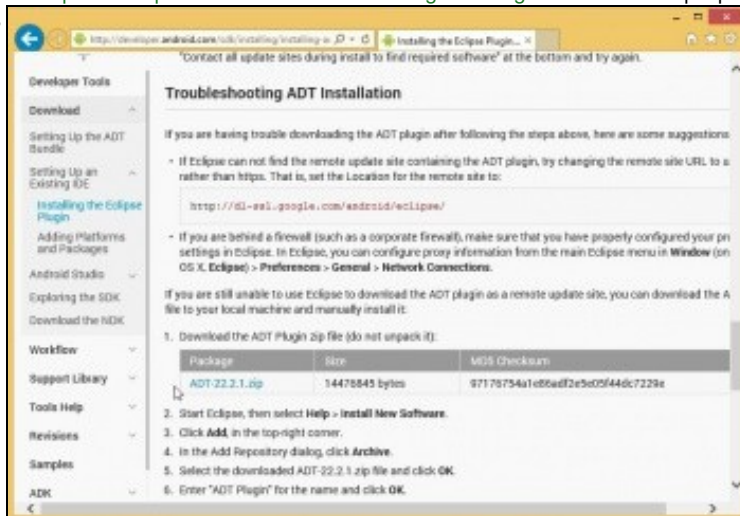 http://developer.android.com/sdk/installing/installing-a
Installing the Eclipse Plugin...
"Contact all update sites during install to find required software" at the bottom and try again.
Developer Tools
Download
Setting Up the ADT
Bundle
Setting Up an
Existing IDE
Installing the Eclipse
Plugin
Adding Platforms
and Packages
Android Studio
Exploring the SDK
Download the NDK
Workflow
Support Library
Tools Help
Revisions
Samples
ADK
Troubleshooting ADT Installation
If you are having trouble downloading the ADT plugin after following the steps above, here are some suggestions
If Eclipse can not find the remote update site containing the ADT plugin, try changing the remote site URL to u
rather than https. That is, set the Location for the remote site to:
http://dl-ssl.google.com/android/eclipse/
If you are behind a firewall (such as a corporate firewall), make sure that you have properly configured your pr
settings in Eclipse. In Eclipse, you can configure proxy information from the main Eclipse menu in Window (on
OS X, Eclipse) > Preferences > General > Network Connections.
If you are still unable to use Eclipse to download the ADT plugin as a remote update site, you can download the A
file to your local machine and manually install it:
1. Download the ADT Plugin zip file (do not unpack it):
Package Size MD5 Checksum
ADT-22.2.1.zip 14476845 bytes 97176754a1e86adf2e5e05f44dc7229e
2. Start Eclipse, then select Help > Install New Software.
3. Click Add, in the top-right corner.
4. In the Add Repository dialog, click Archive.
5. Select the downloaded ADT-22.2.1.zip file and click OK.
6. Enter "ADT Plugin" for the name and click OK.